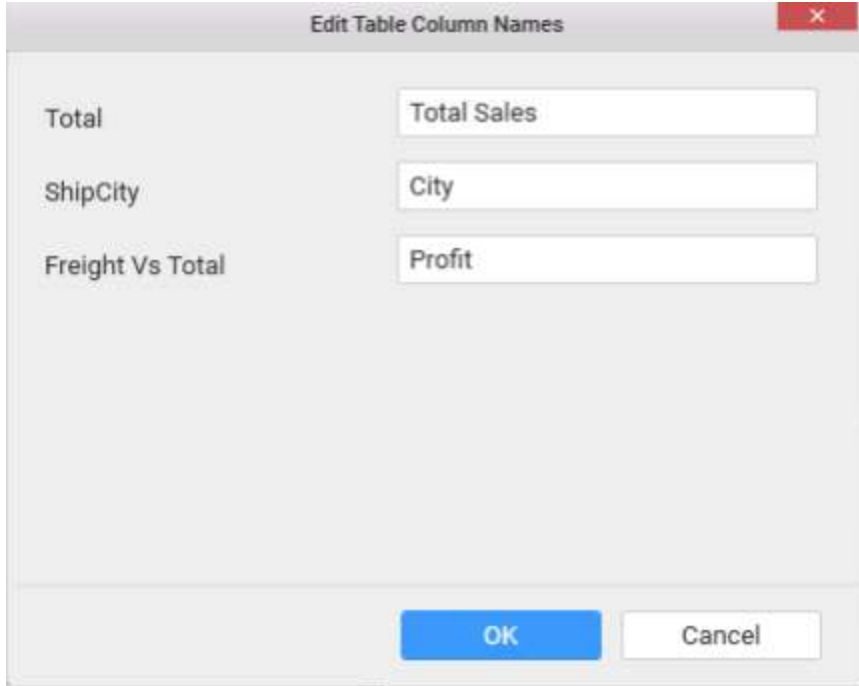 Edit Table Column Names
Total
Total Sales
ShipCity
City
Freight Vs Total
Profit
OK
Cancel